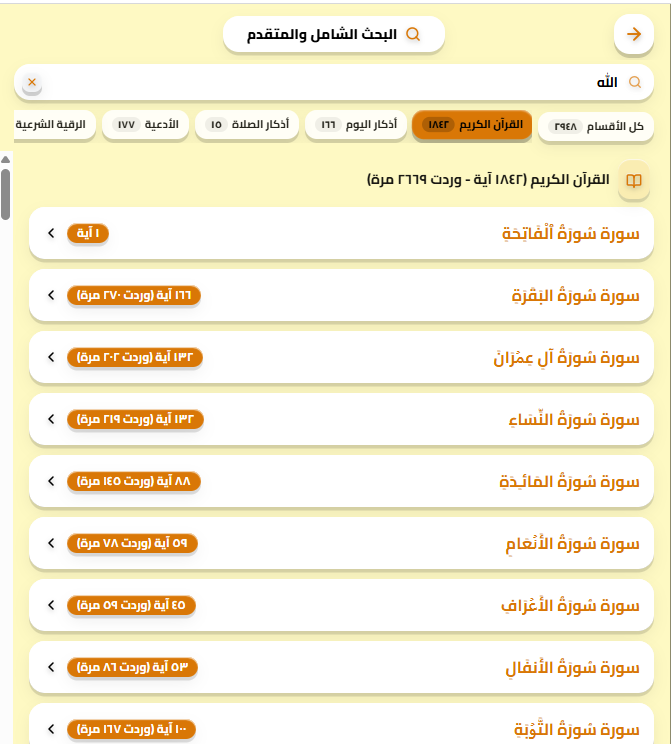 البحث الشامل والمتقدم
الله
كل الأقسام ٢٩٤٨
القرآن الكريم ١٨٤٢
أذكار اليوم ١٦٦
أذكار الصلاة ١٥
الأدعية ١٧٧
الرقية الشرعية
القرآن الكريم (١٨٤٢ آية - وردت ٢٦٦٩ مرة)
سورة سُورَةُ ٱلْفَاتِحَةِ
١ آية
سورة سُورَةُ البَقَرَةِ
١٦٦ آية (وردت ٢٧٠ مرة)
سورة سُورَةُ آلِ عِمْرَانَ
١٣٢ آية (وردت ٢٠٢ مرة)
سورة سُورَةُ النِّسَاءِ
١٣٢ آية (وردت ٢١٩ مرة)
سورة سُورَةُ المَائـِدَةِ
٨٨ آية (وردت ١٤٥ مرة)
سورة سُورَةُ الأَنۡعَامِ
٥٩ آية (وردت ٧٨ مرة)
سورة سُورَةُ الأَعۡرَافِ
٤٥ آية (وردت ٥٩ مرة)
سورة سُورَةُ الأَنفَالِ
٥٣ آية (وردت ٨٦ مرة)
سورة سُورَةُ التَّوۡبَةِ
١٠٠ آية (وردت ١٦٧ مرة)